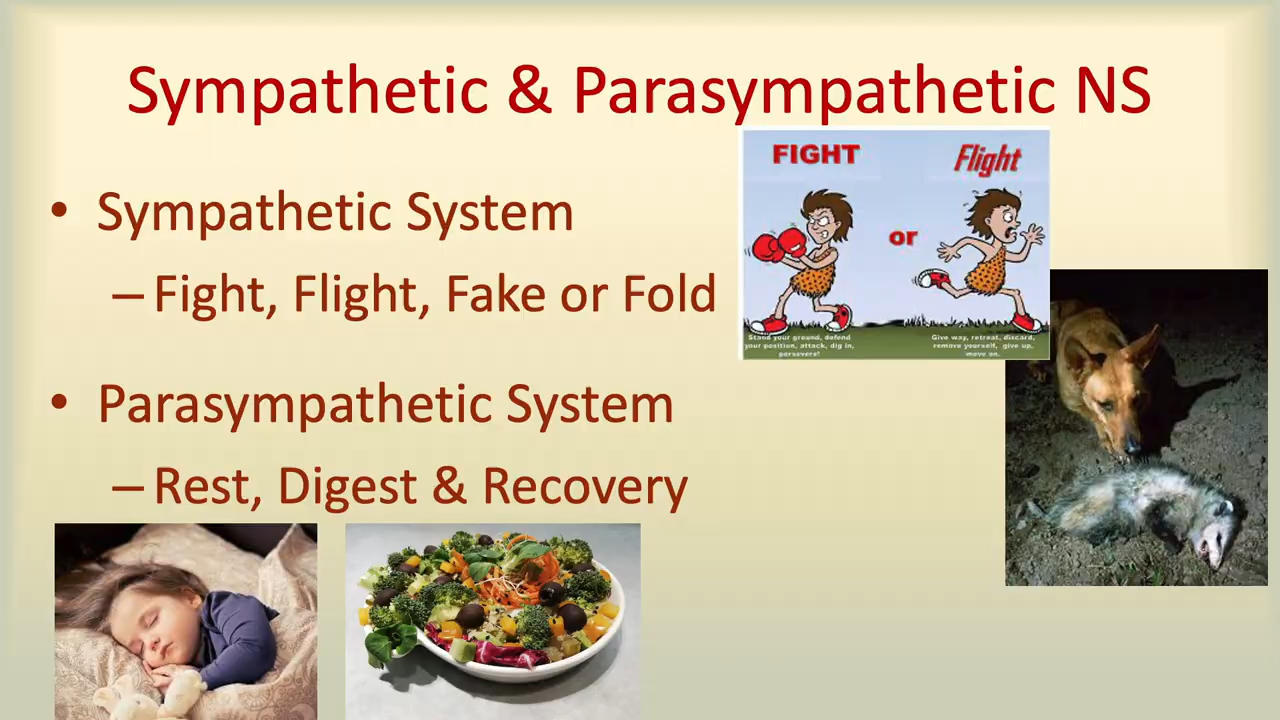 Sympathetic & Parasympathetic NS
• Sympathetic System
– Fight, Flight, Fake or Fold
• Parasympathetic System
– Rest, Digest & Recovery
FIGHT
or
Flight
Stand your ground, defend
your position, attack, dig in,
persevere!
Give way, retreat, discard,
remove yourself, give up,
move on.